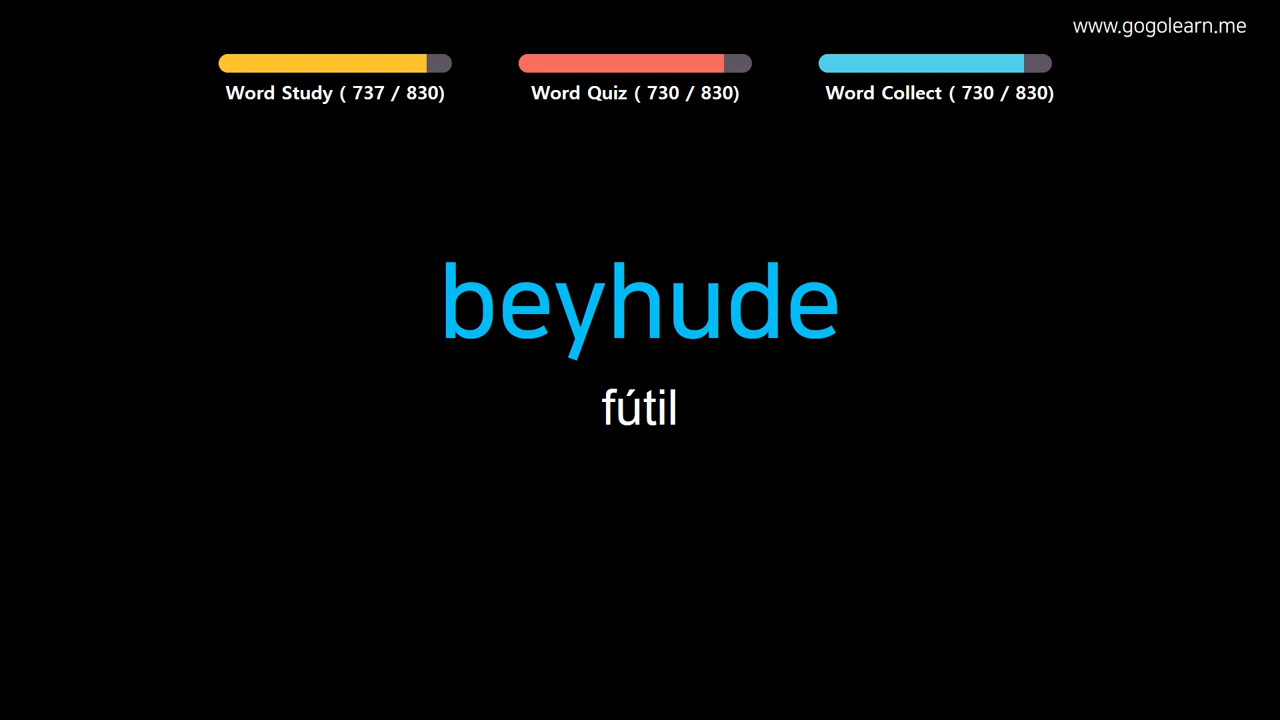 www.gogolearn.me
Word Study ( 737 / 830)
Word Quiz ( 730 / 830)
Word Collect ( 730 / 830)
beyhude
fútil